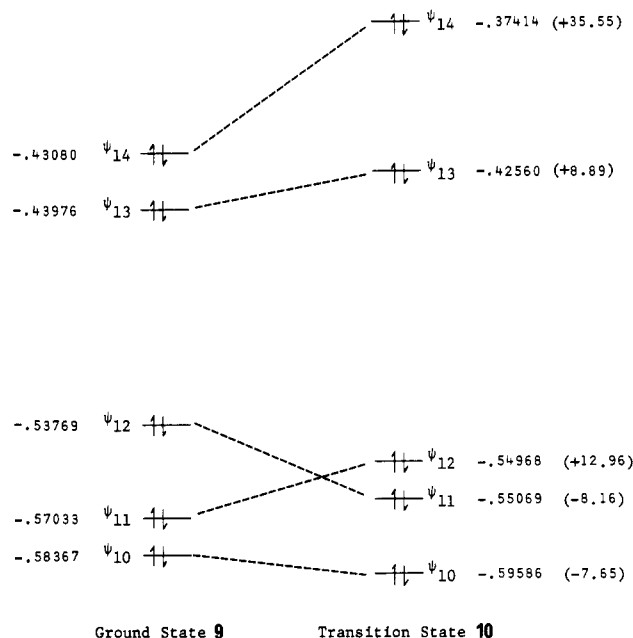 ψ14 -.37414 (+35.55)
-.43080 ψ14
ψ13 -.42560 (+8.89)
-.43976 ψ13
-.53769 ψ12
ψ12 -.54968 (+12.96)
ψ11 -.55069 (-8.16)
-.57033 ψ11
-.58367 ψ10
ψ10 -.59586 (-7.65)
Ground State 9 Transition State 10